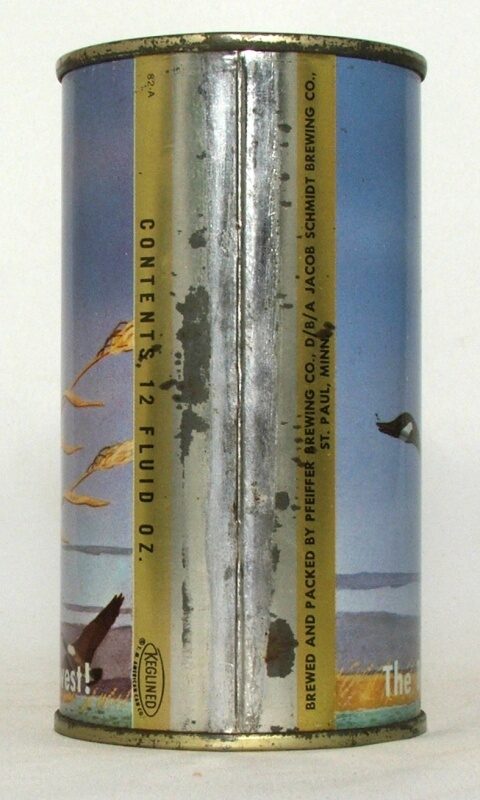 82-A
CONTENTS, 12 FLUID OZ.
KEGLINED
est!
BREWED AND PACKED BY PFEIFFER BREWING CO., D/B/A JACOB SCHMIDT BREWING CO.,
ST. PAUL, MINN.
The